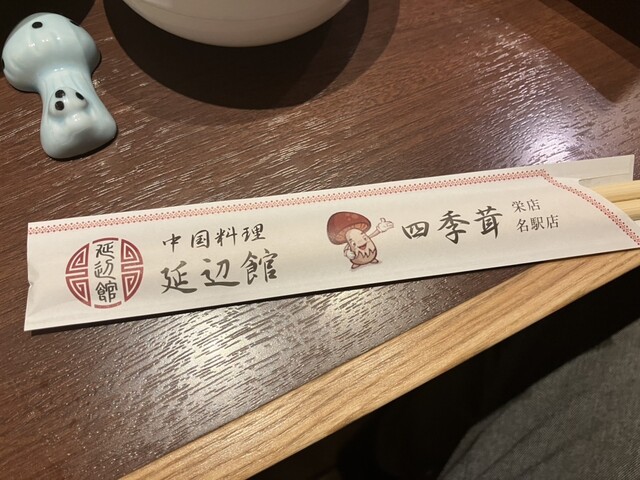 延辺館
中国料理
延辺館
四季茸
栄店
名駅店